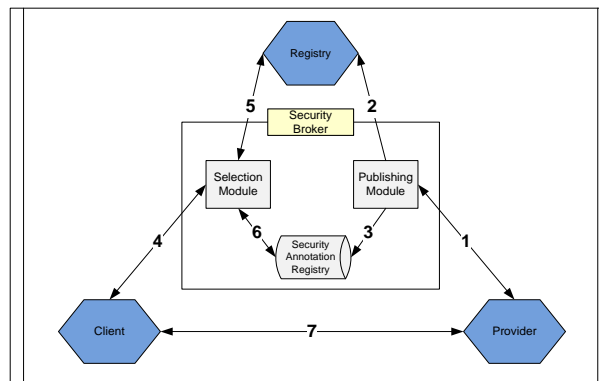 Registry
5
2
Security
Broker
Selection
Module
Publishing
Module
4
6
3
1
Security
Annotation
Registry
Client
7
Provider